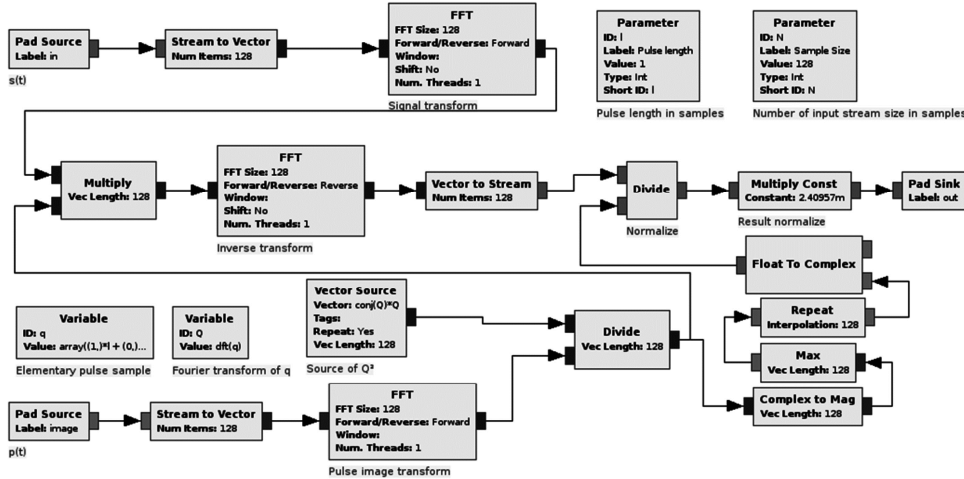 Pad Source
Label: in
s(t)
Stream to Vector
Num Items: 128
FFT
FFT Size: 128
Forward/Reverse: Forward
Window:
Shift: No
Num. Threads: 1
Signal transform
Parameter
ID: l
Label: Pulse length
Value: 1
Type: Int
Short ID: l
Pulse length in samples
Parameter
ID: N
Label: Sample Size
Value: 128
Type: Int
Short ID: N
Number of input stream size in samples
Multiply
Vec Length: 128
FFT
FFT Size: 128
Forward/Reverse: Reverse
Window:
Shift: No
Num. Threads: 1
Inverse transform
Vector to Stream
Num Items: 128
Divide
Normalize
Multiply Const
Constant: 2.40957m
Result normalize
Pad Sink
Label: out
Float To Complex
Repeat
Interpolation: 128
Max
Vec Length: 128
Complex to Mag
Vec Length: 128
Variable
ID: q
Value: array((1,)*l + (0,)...
Elementary pulse sample
Variable
ID: Q
Value: dft(q)
Fourier transform of q
Vector Source
Vector: conj(Q)*Q
Tags:
Repeat: Yes
Vec Length: 128
Source of Q²
Divide
Vec Length: 128
Pad Source
Label: image
p(t)
Stream to Vector
Num Items: 128
FFT
FFT Size: 128
Forward/Reverse: Forward
Window:
Num. Threads: 1
Pulse image transform